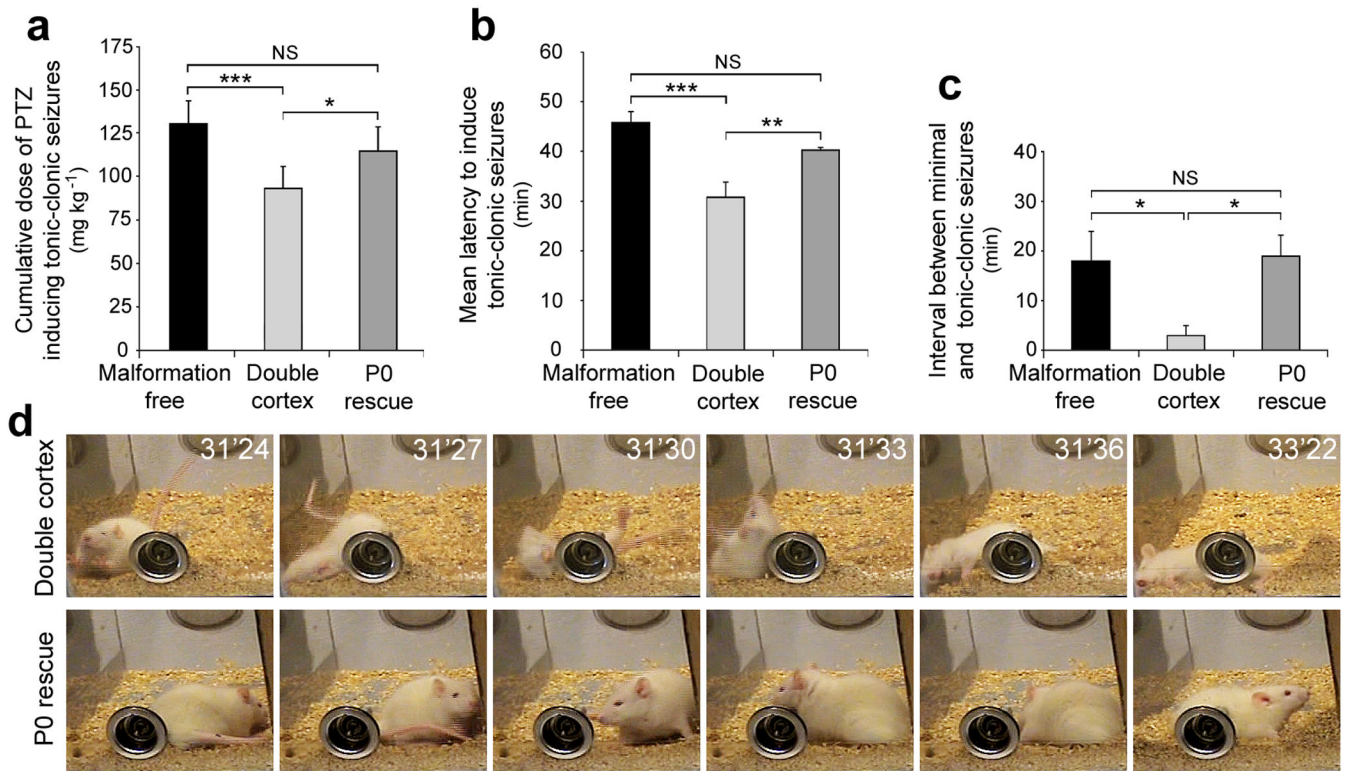 a
Cumulative dose of PTZ
inducing tonic-clonic seizures
(mg kg⁻¹)
175
150
125
100
75
50
25
0
NS
***
*
Malformation
free
Double
cortex
P0
rescue
b
Mean latency to induce
tonic-clonic seizures
(min)
60
50
40
30
20
10
0
NS
***
**
Malformation
free
Double
cortex
P0
rescue
c
Interval between minimal
and tonic-clonic seizures
(min)
40
30
20
10
0
NS
*
*
Malformation
free
Double
cortex
P0
rescue
d
Double cortex
31’24
31’27
31’30
31’33
31’36
33’22
P0 rescue